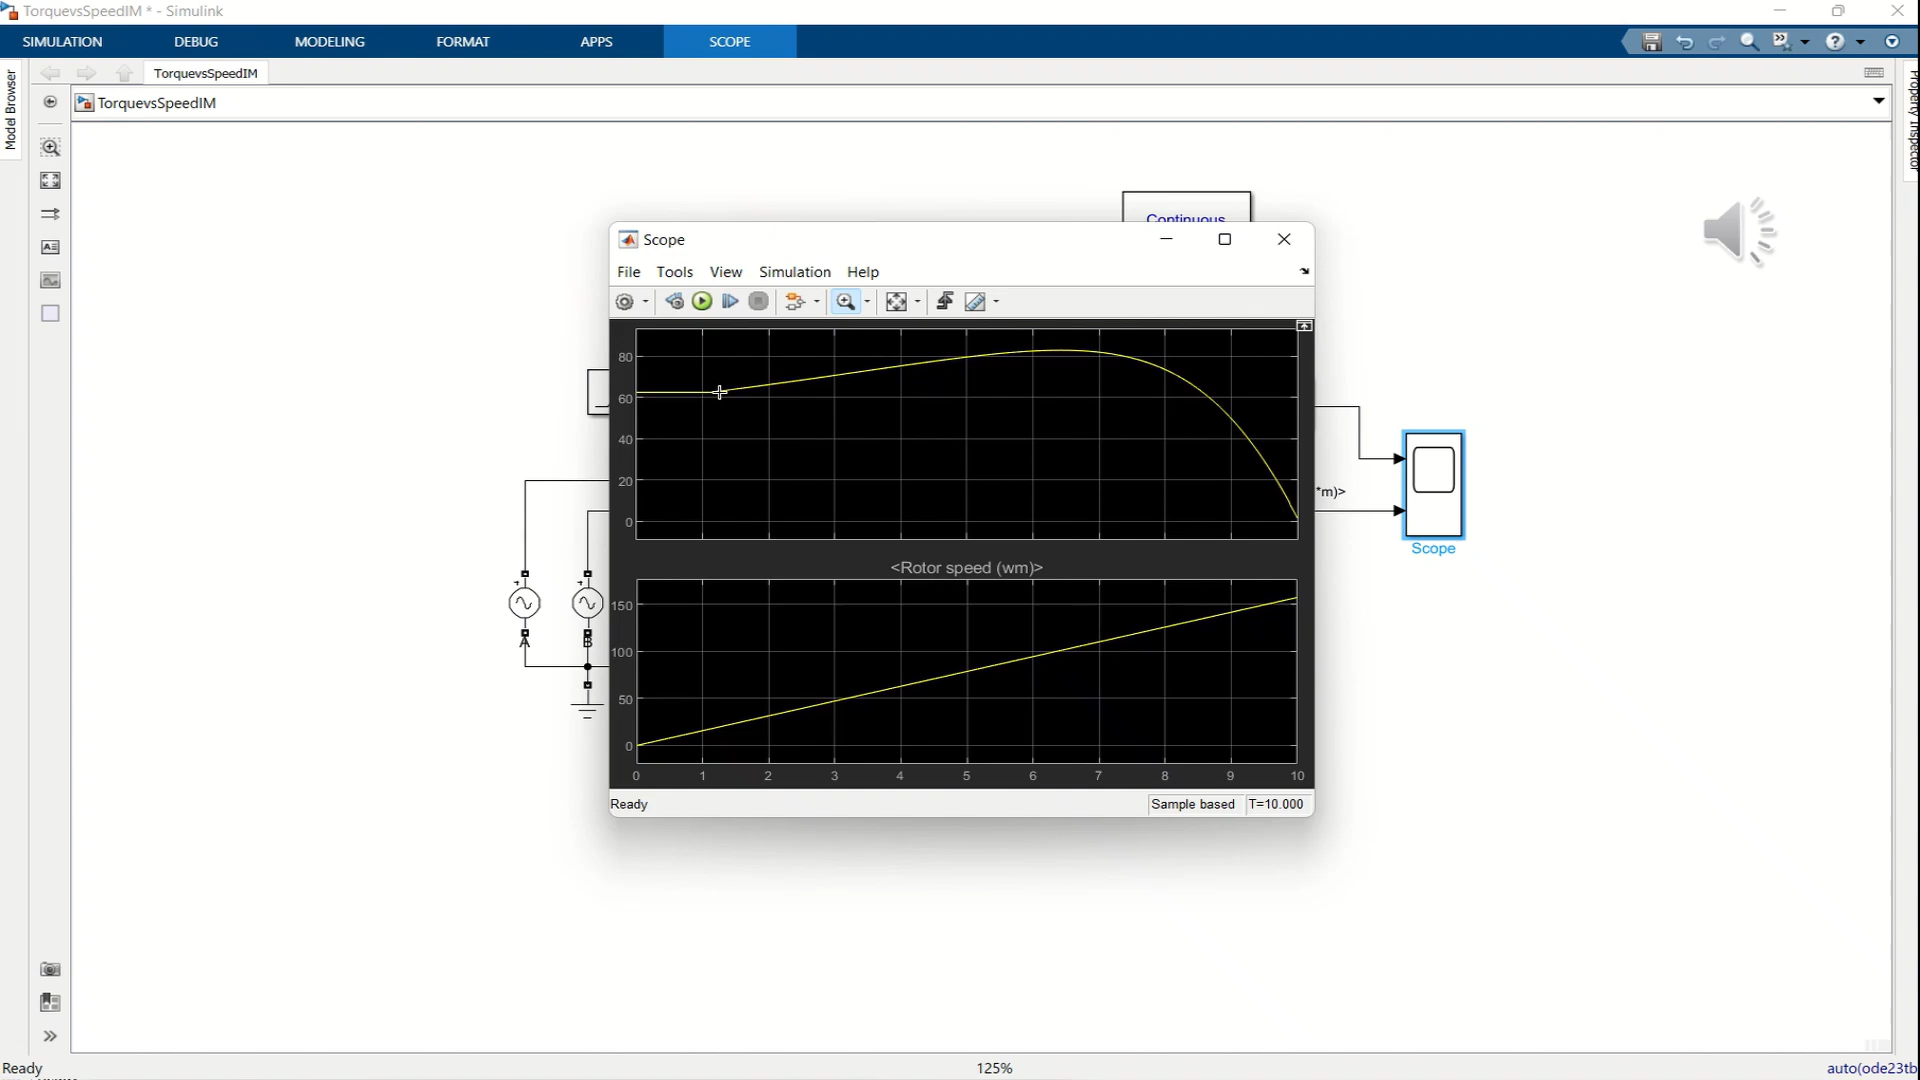 TorquevsSpeedIM * - Simulink
SIMULATION DEBUG MODELING FORMAT APPS SCOPE
TorquevsSpeedIM
TorquevsSpeedIM
Model Browser
Property Inspector
Continuous
Scope
File Tools View Simulation Help
80
60
40
20
0
<Rotor speed (wm)>
150
100
50
0
0 1 2 3 4 5 6 7 8 9 10
Ready Sample based T=10.000
*m)>
Scope
A B
Ready 125% auto(ode23tb